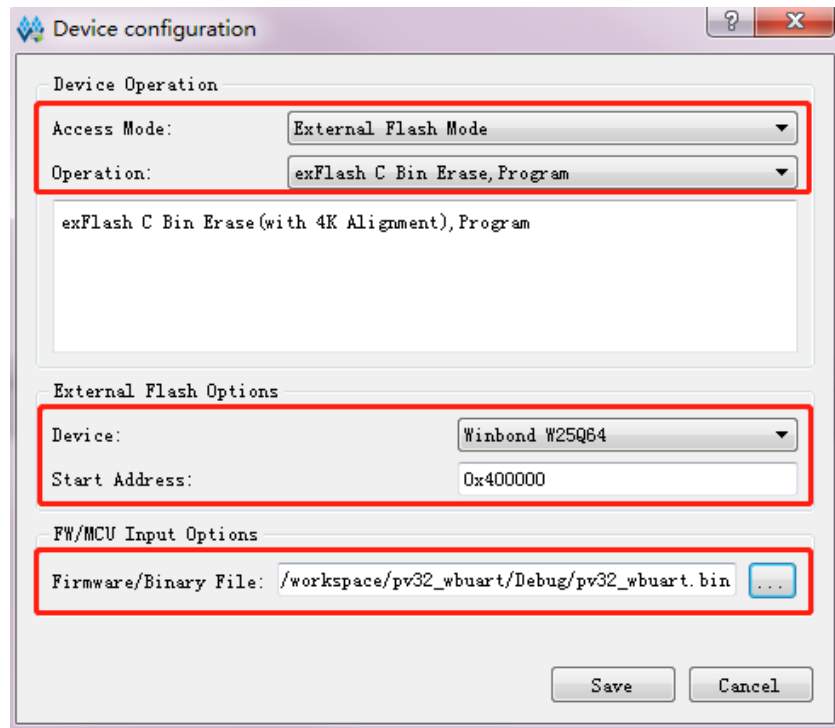 Device configuration
?
X
Device Operation
Access Mode: External Flash Mode
Operation: exFlash C Bin Erase,Program
exFlash C Bin Erase(with 4K Alignment),Program
External Flash Options
Device: Winbond W25Q64
Start Address: 0x400000
FW/MCU Input Options
Firmware/Binary File: /workspace/pv32_wbuart/Debug/pv32_wbuart.bin ...
Save Cancel